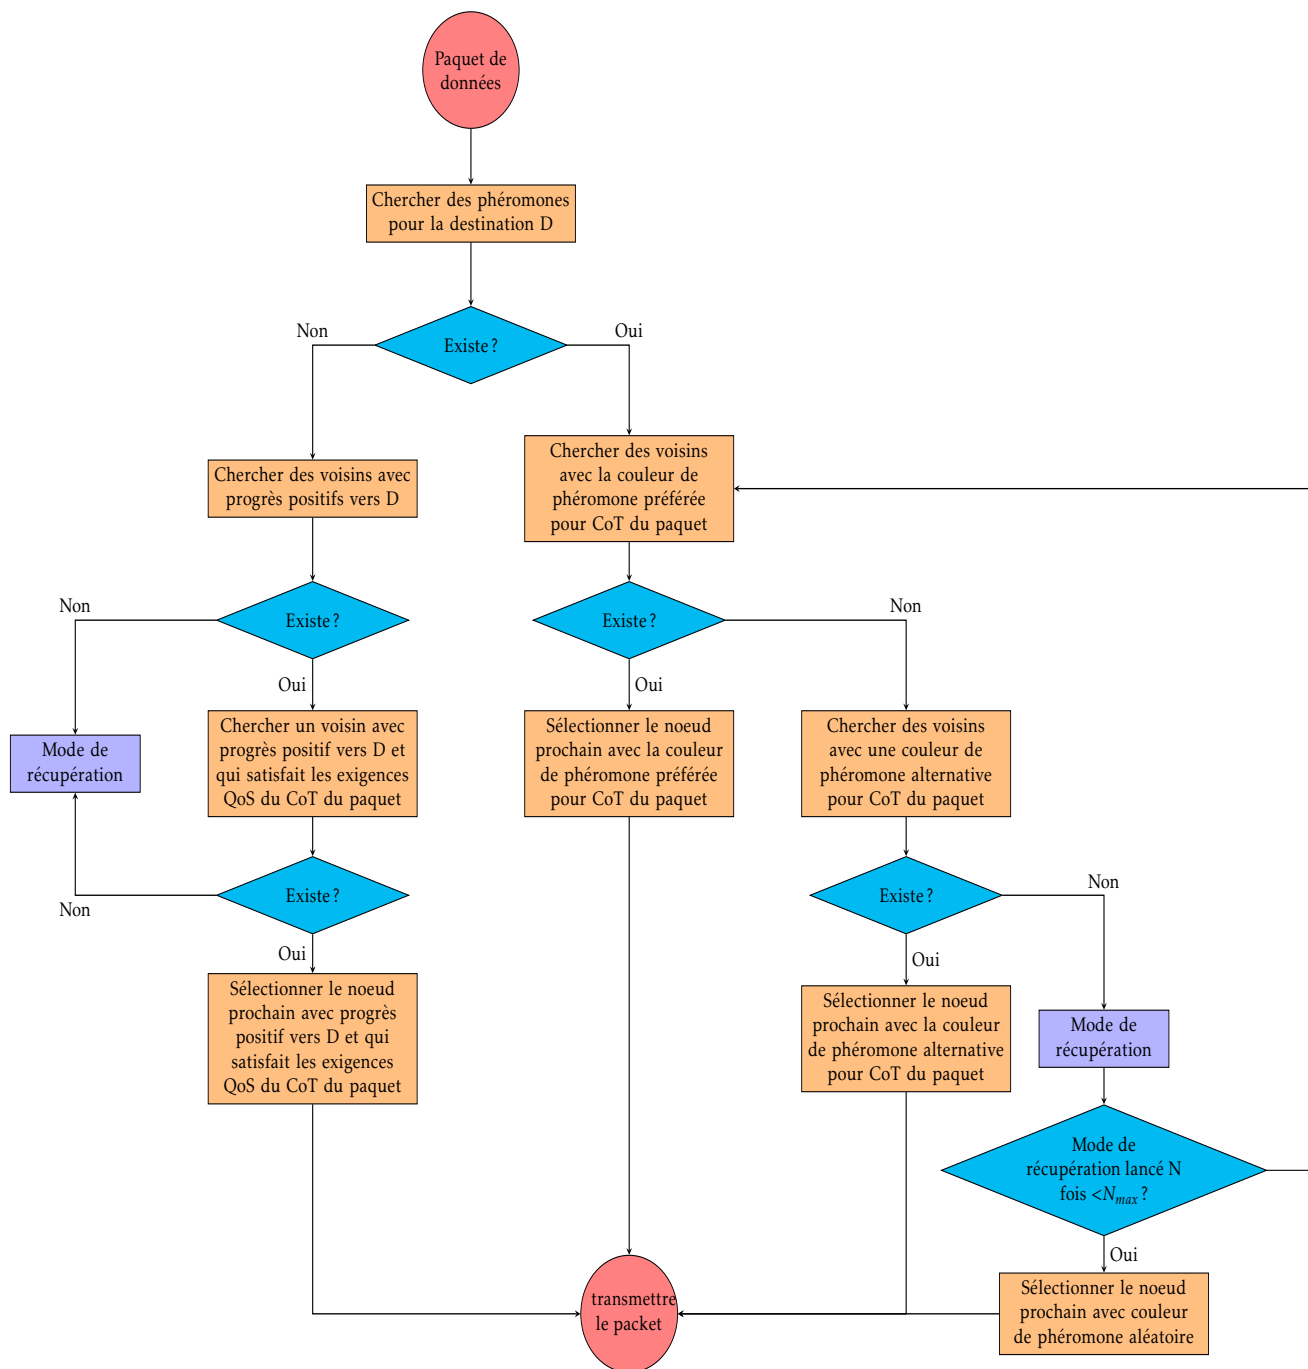 Paquet de
données
Chercher des phéromones
pour la destination D
Non
Oui
Existe ?
Chercher des voisins avec
progrès positifs vers D
Chercher des voisins
avec la couleur de
phéromone préférée
pour CoT du paquet
Non
Existe ?
Existe ?
Non
Oui
Oui
Mode de
récupération
Chercher un voisin avec
progrès positif vers D et
qui satisfait les exigences
QoS du CoT du paquet
Sélectionner le noeud
prochain avec la couleur
de phéromone préférée
pour CoT du paquet
Chercher des voisins
avec une couleur de
phéromone alternative
pour CoT du paquet
Non
Existe ?
Existe ?
Non
Oui
Oui
Sélectionner le noeud
prochain avec progrès
positif vers D et qui
satisfait les exigences
QoS du CoT du paquet
Sélectionner le noeud
prochain avec la couleur
de phéromone alternative
pour CoT du paquet
Mode de
récupération
Mode de
récupération lancé N
fois <N_max ?
Oui
transmettre
le packet
Sélectionner le noeud
prochain avec couleur
de phéromone aléatoire